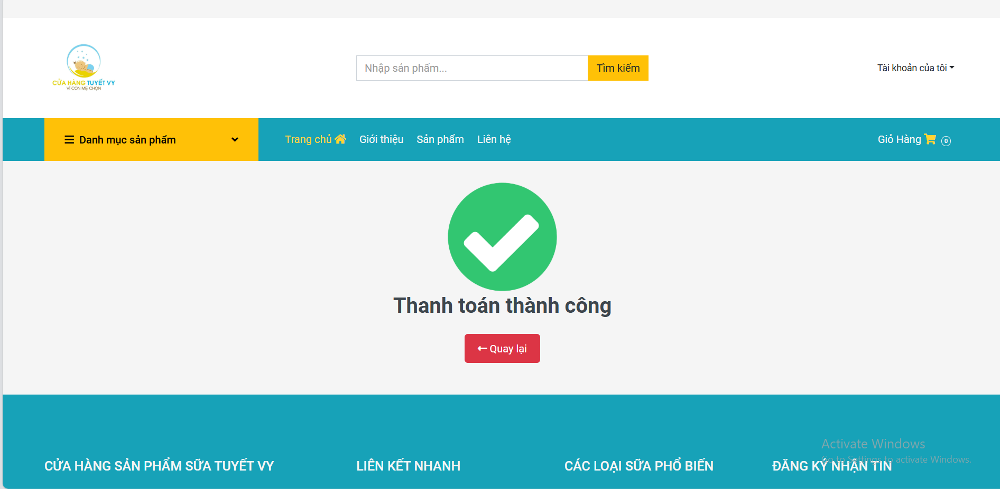 CỬA HÀNG TUYẾT VY
VÌ CON MẸ CHỌN
Nhập sản phẩm...
Tìm kiếm
Tài khoản của tôi
Danh mục sản phẩm
Trang chủ
Giới thiệu
Sản phẩm
Liên hệ
Giỏ Hàng
0
Thanh toán thành công
Quay lại
CỬA HÀNG SẢN PHẨM SỮA TUYẾT VY
LIÊN KẾT NHANH
CÁC LOẠI SỮA PHỔ BIẾN
ĐĂNG KÝ NHẬN TIN
Activate Windows
Go to Settings to activate Windows.